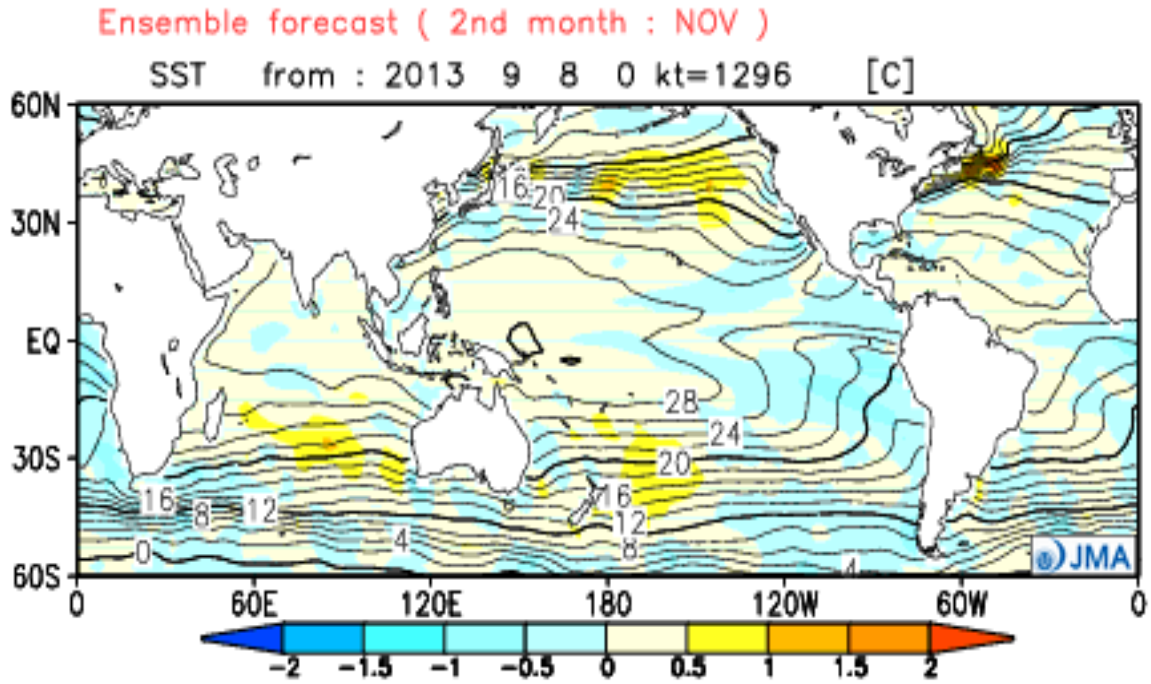 Ensemble forecast ( 2nd month : NOV )
SST from : 2013 9 8 0 kt=1296 [C]
60N
30N
EQ
30S
60S
16 20
24
28
24
20
16 8 12
16
12
8
4
0
4
JMA
0 60E 120E 180 120W 60W 0
-2 -1.5 -1 -0.5 0 0.5 1 1.5 2